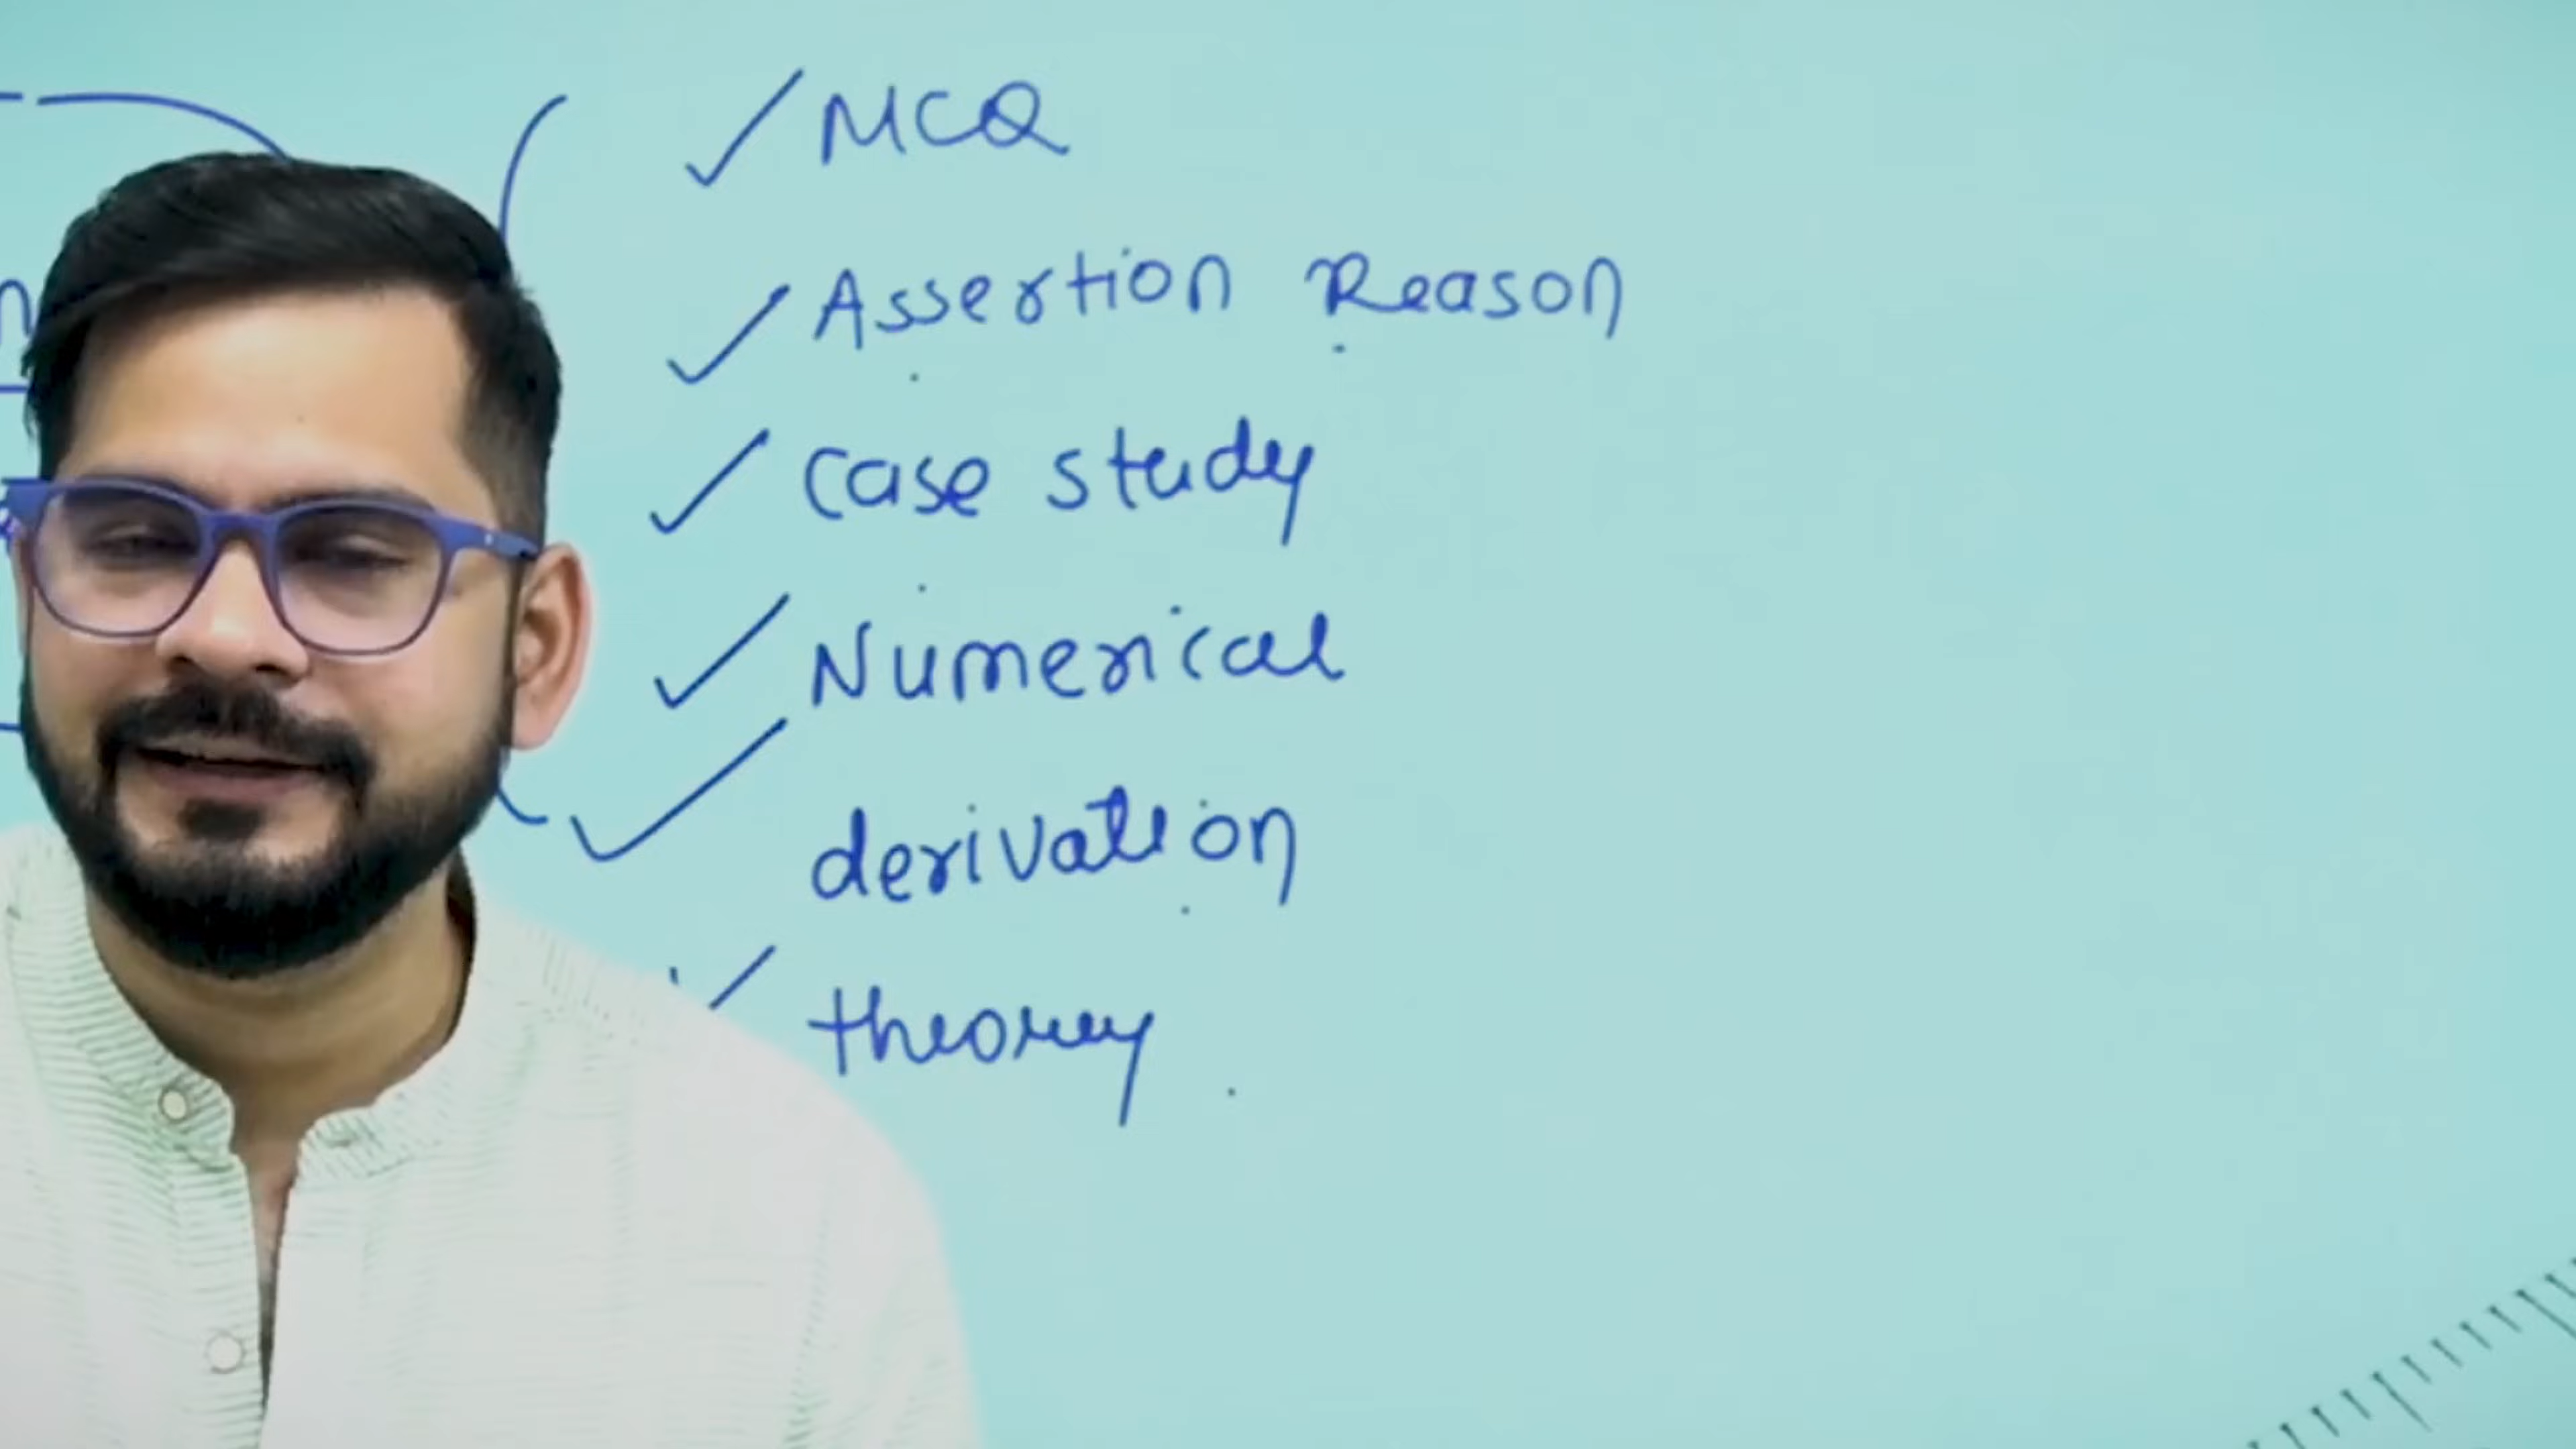 MCQ
Assertion Reason
Case study
Numerical
derivation
theory